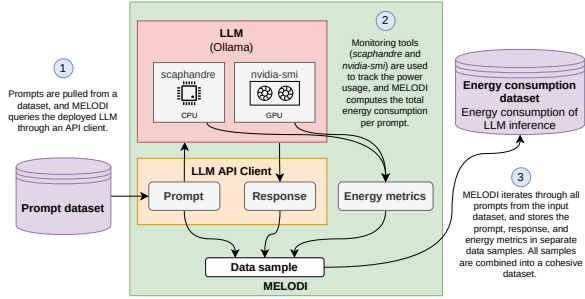 1
Prompts are pulled from a
dataset, and MELODI
queries the deployed LLM
through an API client.
Prompt dataset
LLM
(Ollama)
scaphandre
CPU
nvidia-smi
GPU
LLM API Client
Prompt
Response
Energy metrics
Data sample
MELODI
2
Monitoring tools
(scaphandre and
nvidia-smi) are used
to track the power
usage, and MELODI
computes the total
energy consumption
per prompt.
Energy consumption
dataset
Energy consumption of
LLM inference
3
MELODI iterates through all
prompts from the input
dataset, and stores the
prompt, response, and
energy metrics in separate
data samples. All samples
are combined into a cohesive
dataset.